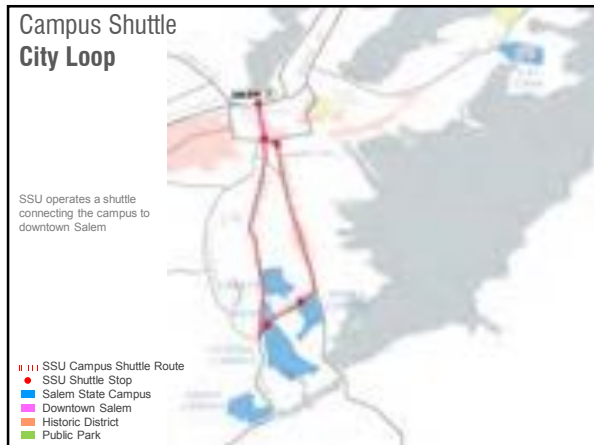 Campus Shuttle
City Loop
SSU operates a shuttle
connecting the campus to
downtown Salem
SSU Campus Shuttle Route
SSU Shuttle Stop
Salem State Campus
Downtown Salem
Historic District
Public Park